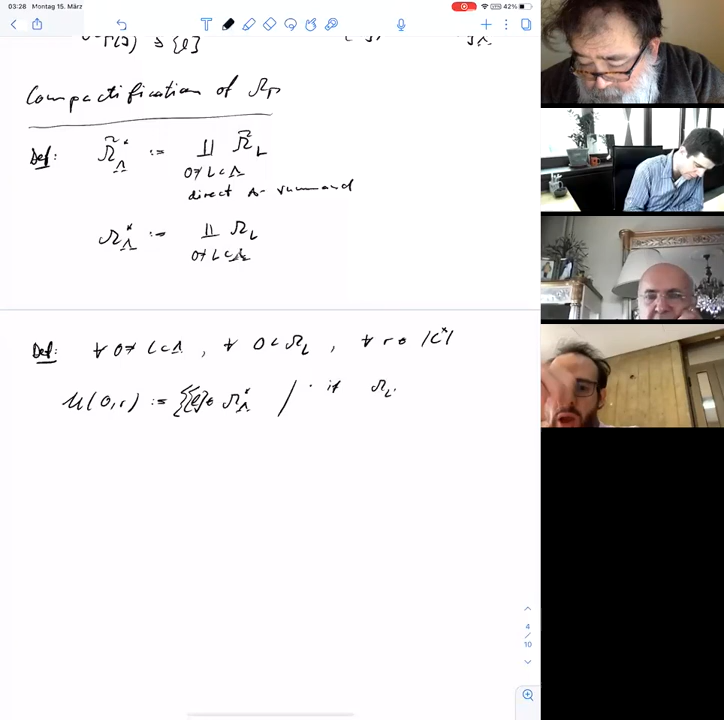 03:28 Montag 15. März 42%
Compactification of Ω_Γ
Def: Ω̃*_Λ := ∐ Ω̃_L
0≠L⊂Λ
direct A-summand
Ω*_Λ := ∐ Ω_L
0≠L⊂Λ
Def: ∀ 0≠L⊂Λ, ∀ O⊂Ω_L, ∀ r∈|C*|
U(O,r) := {[ℓ]∈Ω*_Λ | · if Ω_L
4
/
10